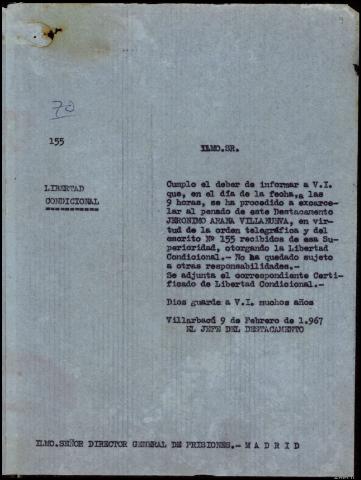 70
155
ILMO.SR.
LIBERTAD
CONDICIONAL
Cumplo el deber de informar a V.I.
que, en el día de la fecha, a las
9 horas, se ha procedido a excarce-
lar al penado de este Destacamento
JERONIMO ARANA VILLANUEVA, en vir-
tud de la orden telegráfica y del
escrito Nº 155 recibidos de esa Su-
perioridad, otorgando la Libertad
Condicional.- No ha quedado sujeto
a otras responsabilidades.-
Se adjunta el correspondiente Certi-
ficado de Libertad Condicional.-
Dios guarde a V.I. muchos años
Villarbacú 9 de Febrero de 1.967
EL JEFE DEL DESTACAMENTO
ILMO.SEÑOR DIRECTOR GENERAL DE PRISIONES.- M A D R I D